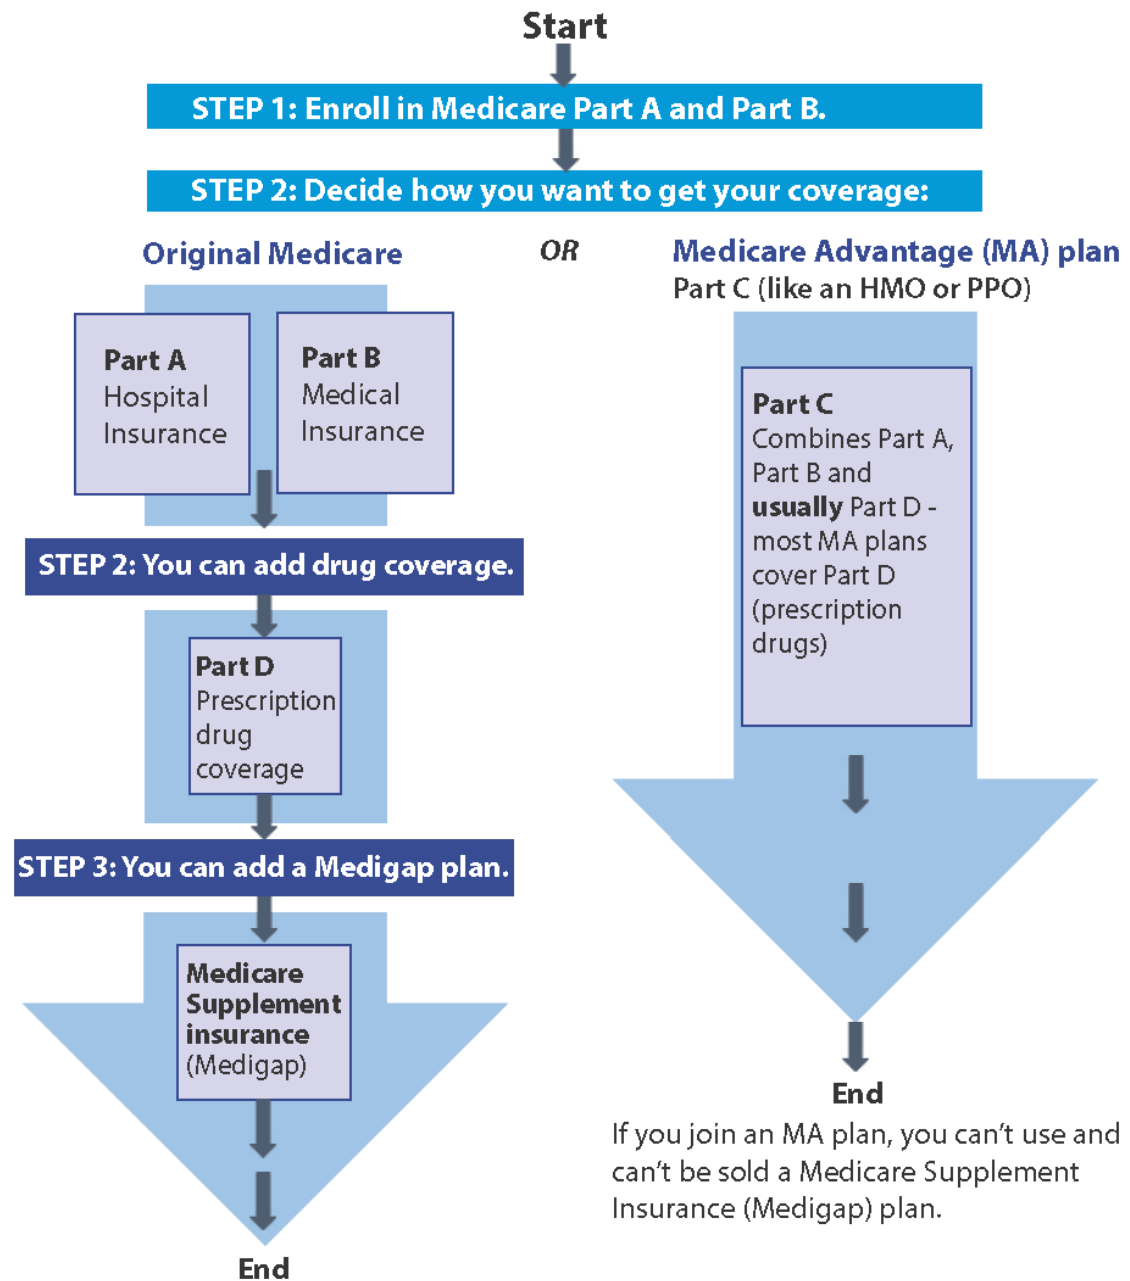 Start
STEP 1: Enroll in Medicare Part A and Part B.
STEP 2: Decide how you want to get your coverage:
Original Medicare
OR
Medicare Advantage (MA) plan
Part C (like an HMO or PPO)
Part A
Hospital
Insurance
Part B
Medical
Insurance
STEP 2: You can add drug coverage.
Part D
Prescription
drug
coverage
STEP 3: You can add a Medigap plan.
Medicare
Supplement
insurance
(Medigap)
End
Part C
Combines Part A,
Part B and
usually Part D -
most MA plans
cover Part D
(prescription
drugs)
End
If you join an MA plan, you can’t use and
can’t be sold a Medicare Supplement
Insurance (Medigap) plan.